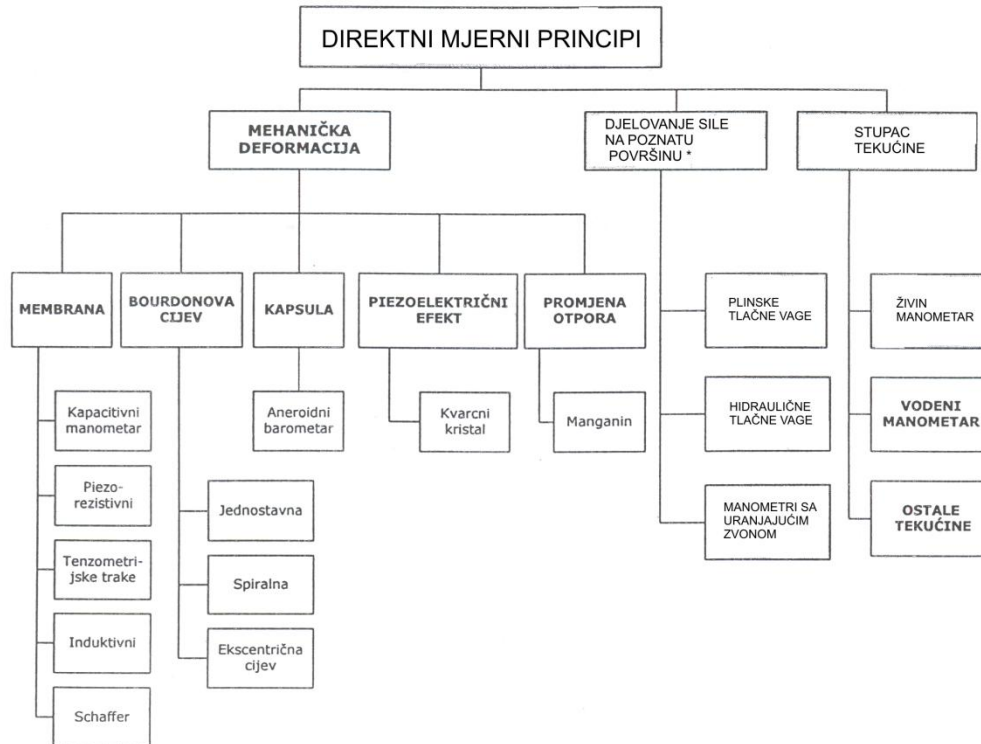 DIREKTNI MJERNI PRINCIPI
MEHANIČKA
DEFORMACIJA
DJELOVANJE SILE
NA POZNATU
POVRŠINU *
STUPAC
TEKUĆINE
MEMBRANA
BOURDONOVA
CIJEV
KAPSULA
PIEZOELEKTRIČNI
EFEKT
PROMJENA
OTPORA
PLINSKE
TLAČNE VAGE
ŽIVIN
MANOMETAR
Kapacitivni
manometar
Aneroidni
barometar
Kvarcni
kristal
Manganin
HIDRAULIČNE
TLAČNE VAGE
VODENI
MANOMETAR
Piezo-
rezistivni
Jednostavna
MANOMETRI SA
URANJAJUĆIM
ZVONOM
OSTALE
TEKUĆINE
Tenzometri-
jske trake
Spiralna
Induktivni
Ekscentrična
cijev
Schaffer